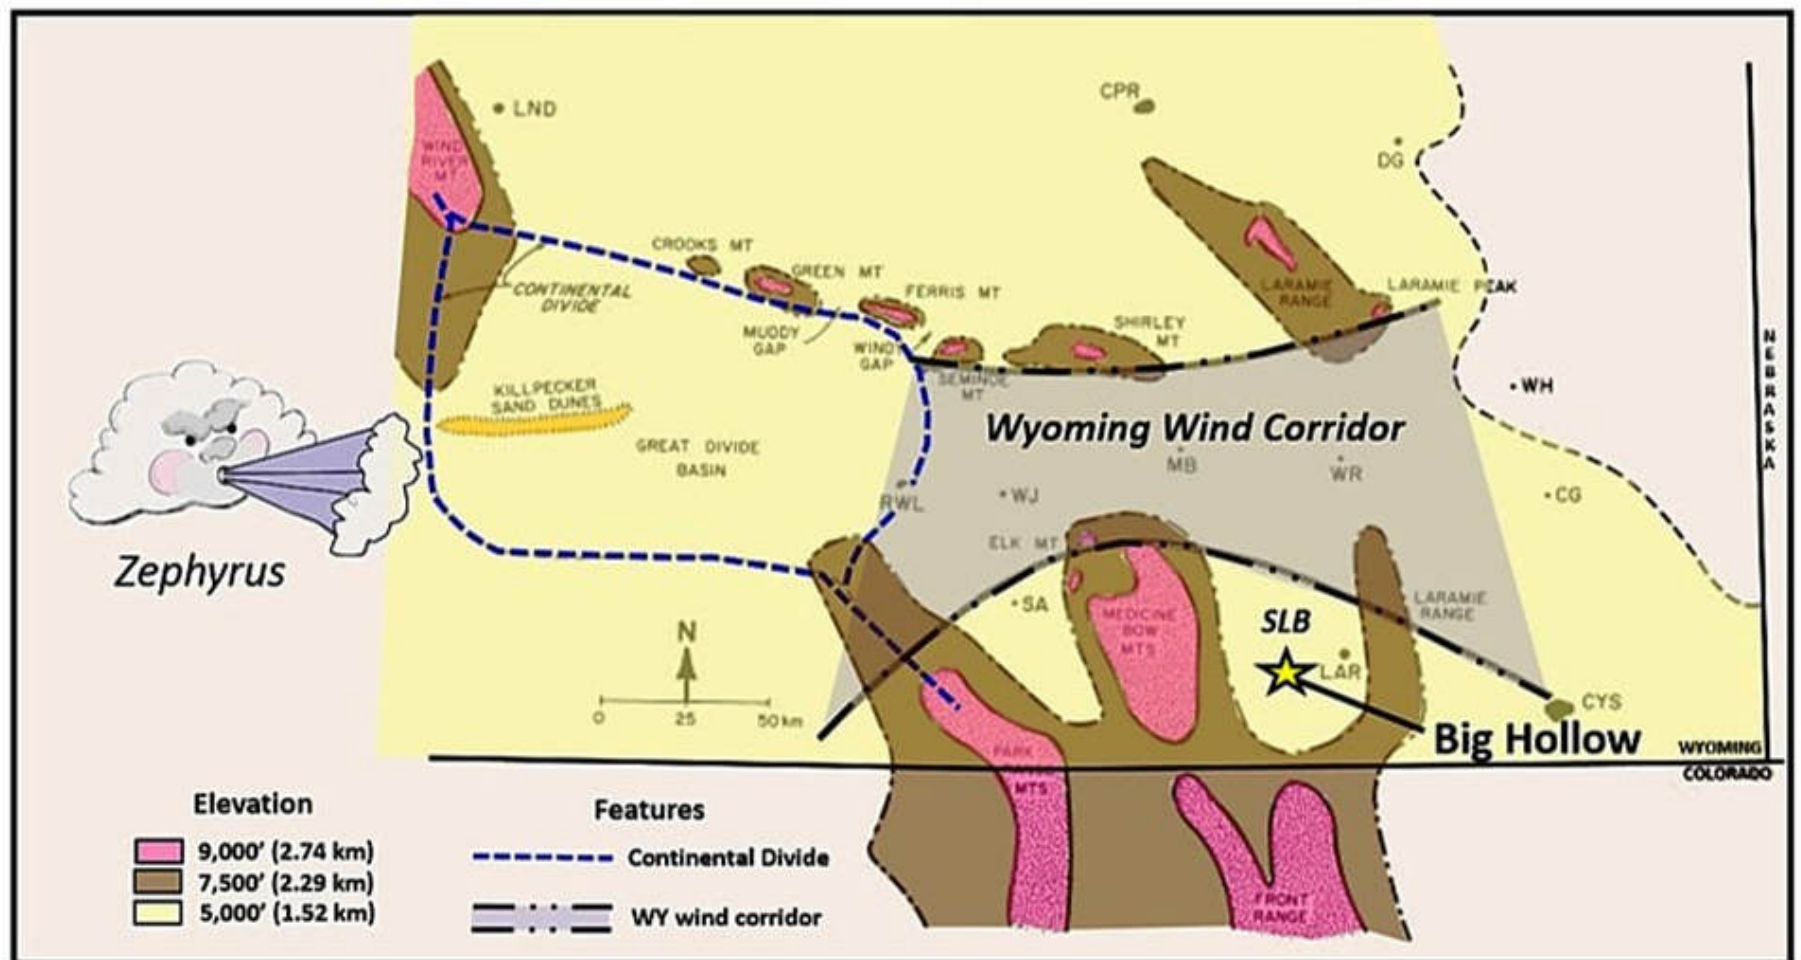 LND
CPR
DG
WIND
RIVER
MT
CROOKS MT
GREEN MT
FERRIS MT
CONTINENTAL
DIVIDE
MUDDY
GAP
WINDY
GAP
SEMINOE
MT
SHIRLEY
MT
LARAMIE
RANGE
LARAMIE PEAK
NEBRASKA
KILLPECKER
SAND DUNES
GREAT DIVIDE
BASIN
Wyoming Wind Corridor
WH
MB
WR
RWL
WJ
CG
Zephyrus
ELK MT
SA
MEDICINE
BOW
MTS
SLB
LAR
LARAMIE
RANGE
N
0 25 50 km
CYS
Big Hollow
WYOMING
COLORADO
PARK
MTS
FRONT
RANGE
Elevation
9,000' (2.74 km)
7,500' (2.29 km)
5,000' (1.52 km)
Features
Continental Divide
WY wind corridor